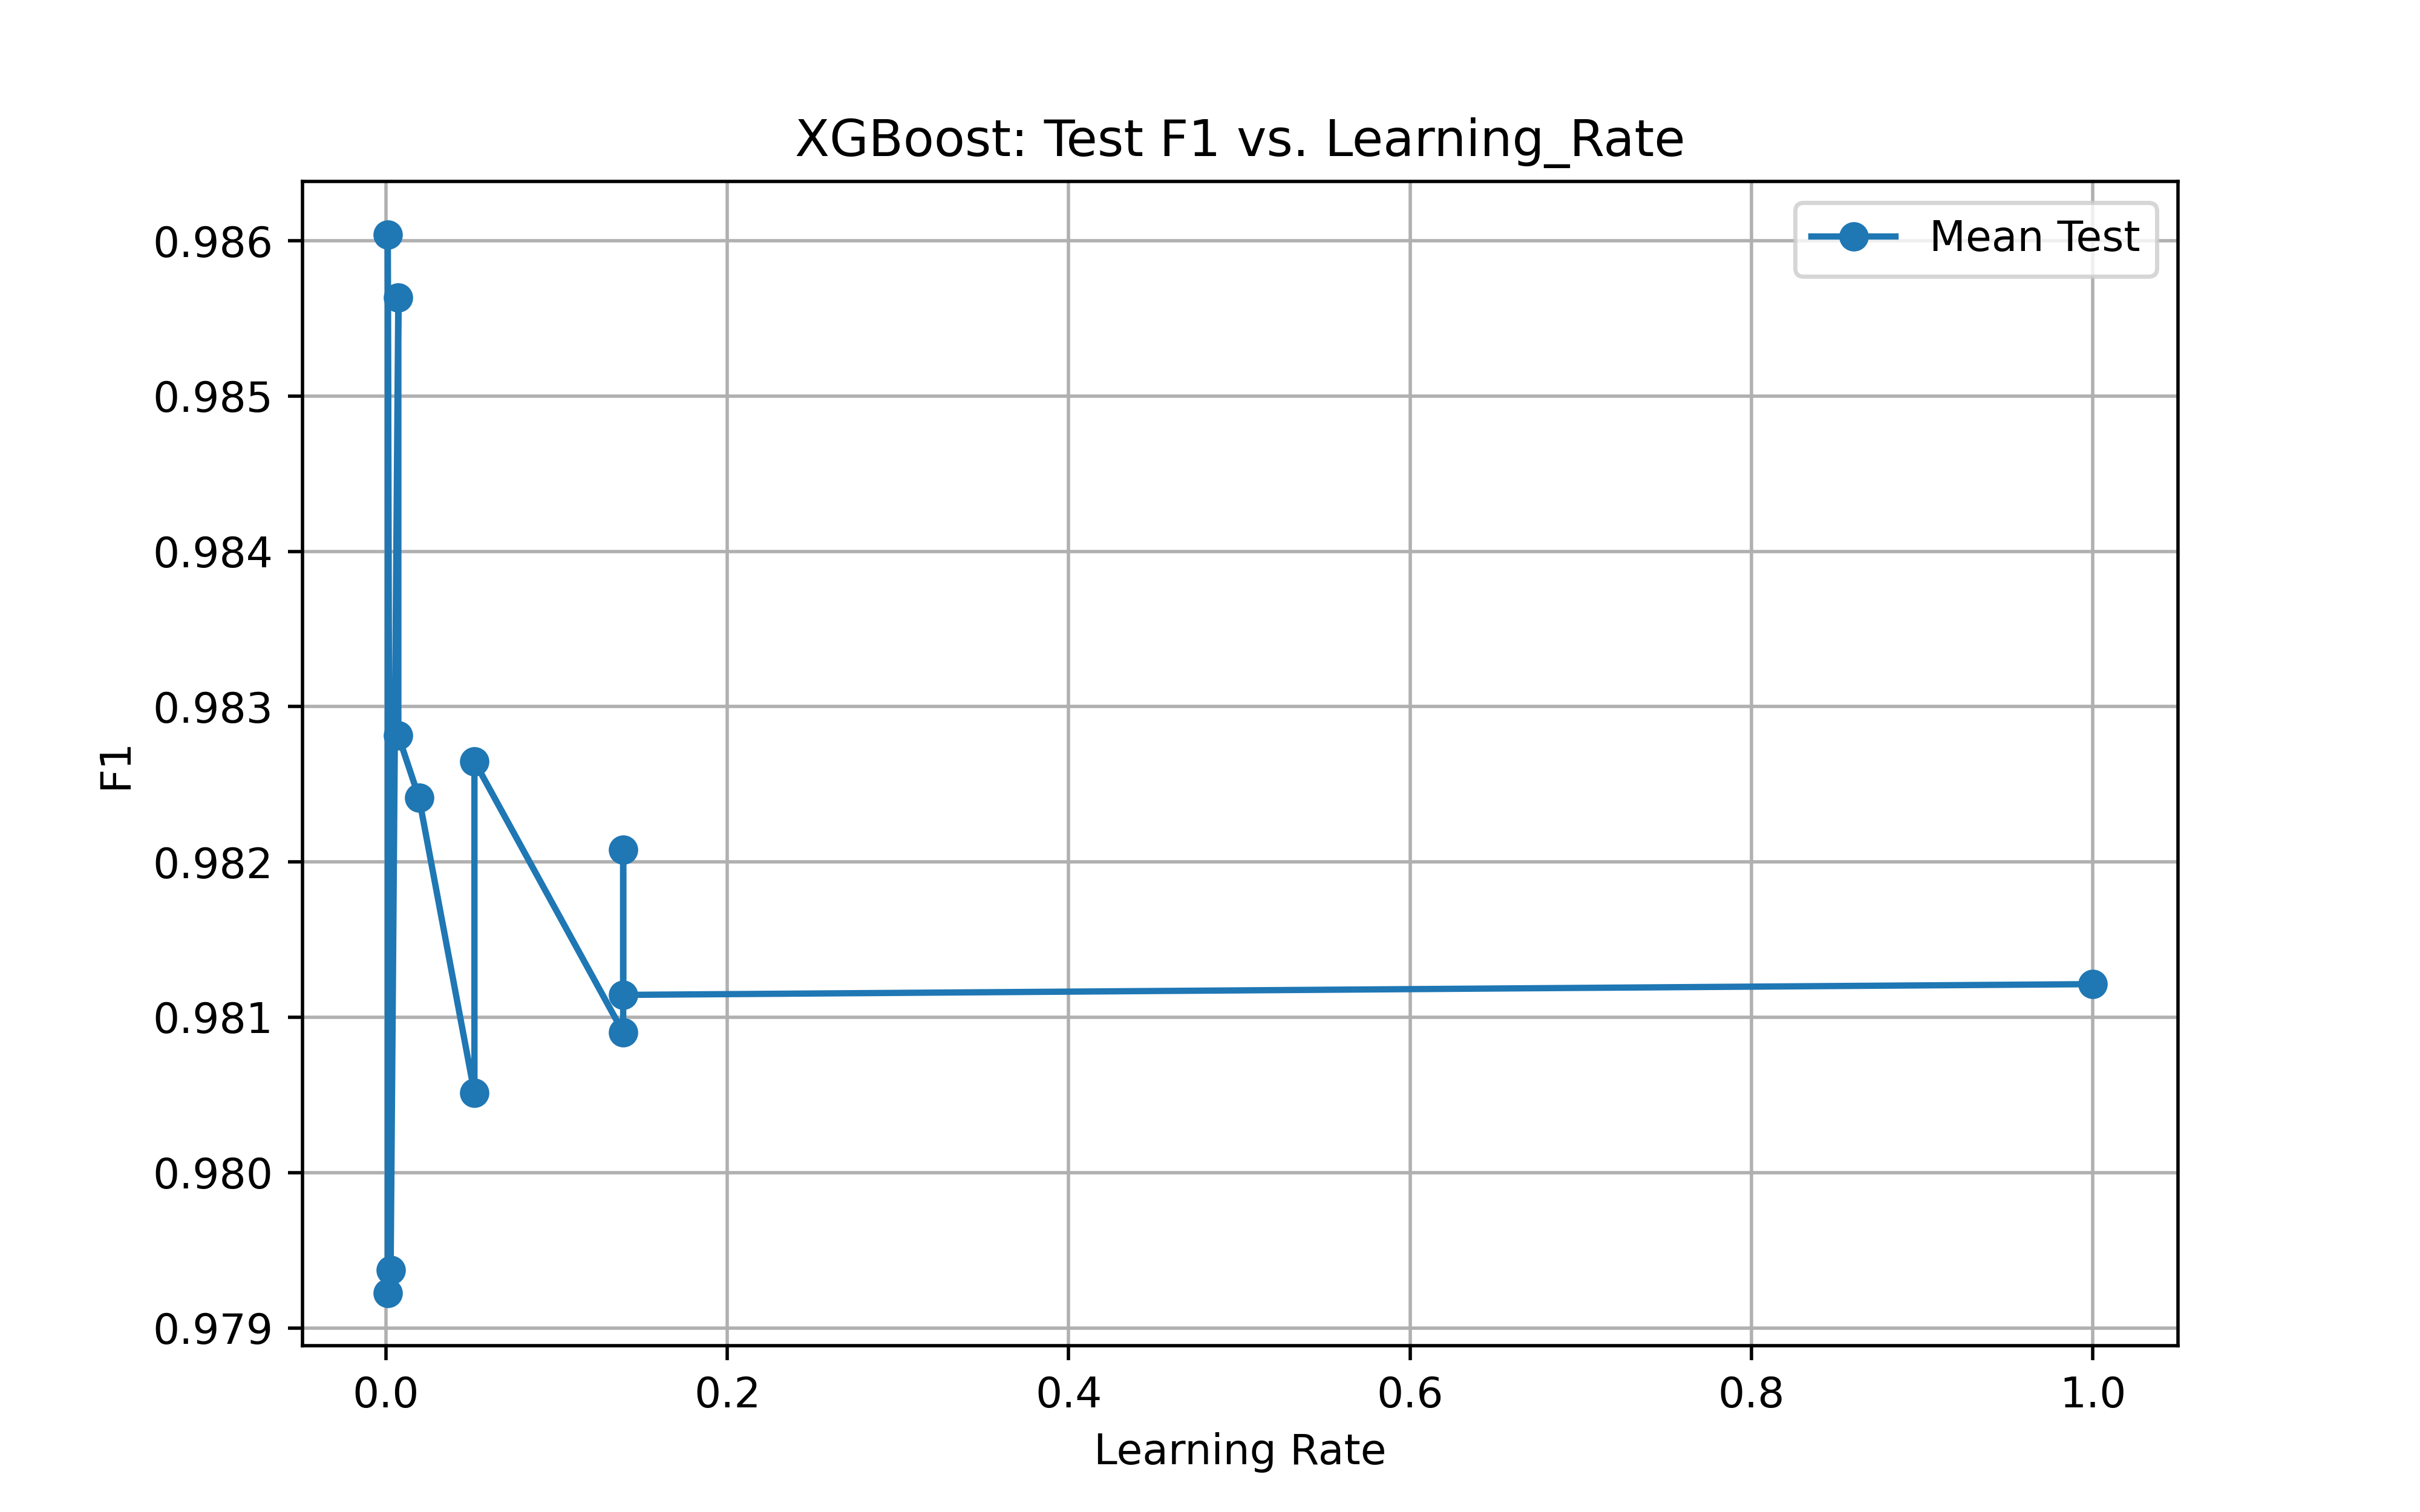 XGBoost: Test F1 vs. Learning_Rate
Mean Test
0.986
0.985
0.984
0.983
0.982
0.981
0.980
0.979
F1
0.0 0.2 0.4 0.6 0.8 1.0
Learning Rate